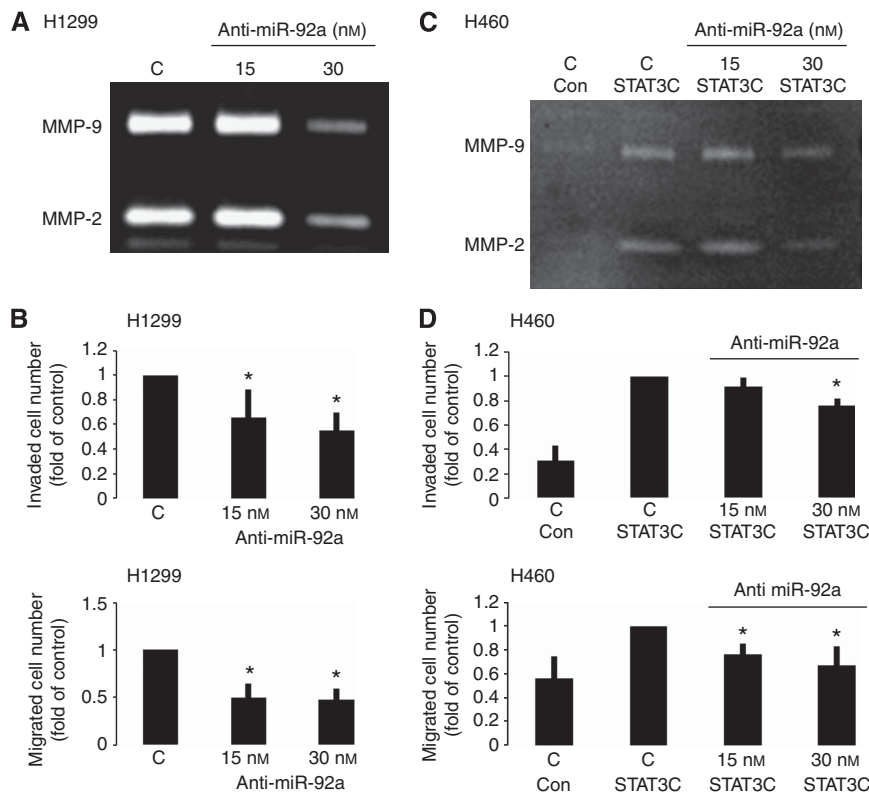 A H1299
Anti-miR-92a (nM)
C 15 30
MMP-9
MMP-2
C H460
Anti-miR-92a (nM)
C C 15 30
Con STAT3C STAT3C STAT3C
MMP-9
MMP-2
B H1299
Invaded cell number
(fold of control)
1.2
1
0.8
0.6
0.4
0.2
0
* *
C 15 nM 30 nM
Anti-miR-92a
H1299
Migrated cell number
(fold of control)
1.5
1
0.5
0
* *
C 15 nM 30 nM
Anti-miR-92a
D H460
Anti-miR-92a
Invaded cell number
(fold of control)
1.2
1
0.8
0.6
0.4
0.2
0
*
C C 15 nM 30 nM
Con STAT3C STAT3C STAT3C
H460
Anti miR-92a
Migrated cell number
(fold of control)
1.2
1
0.8
0.6
0.4
0.2
0
* *
C C 15 nM 30 nM
Con STAT3C STAT3C STAT3C